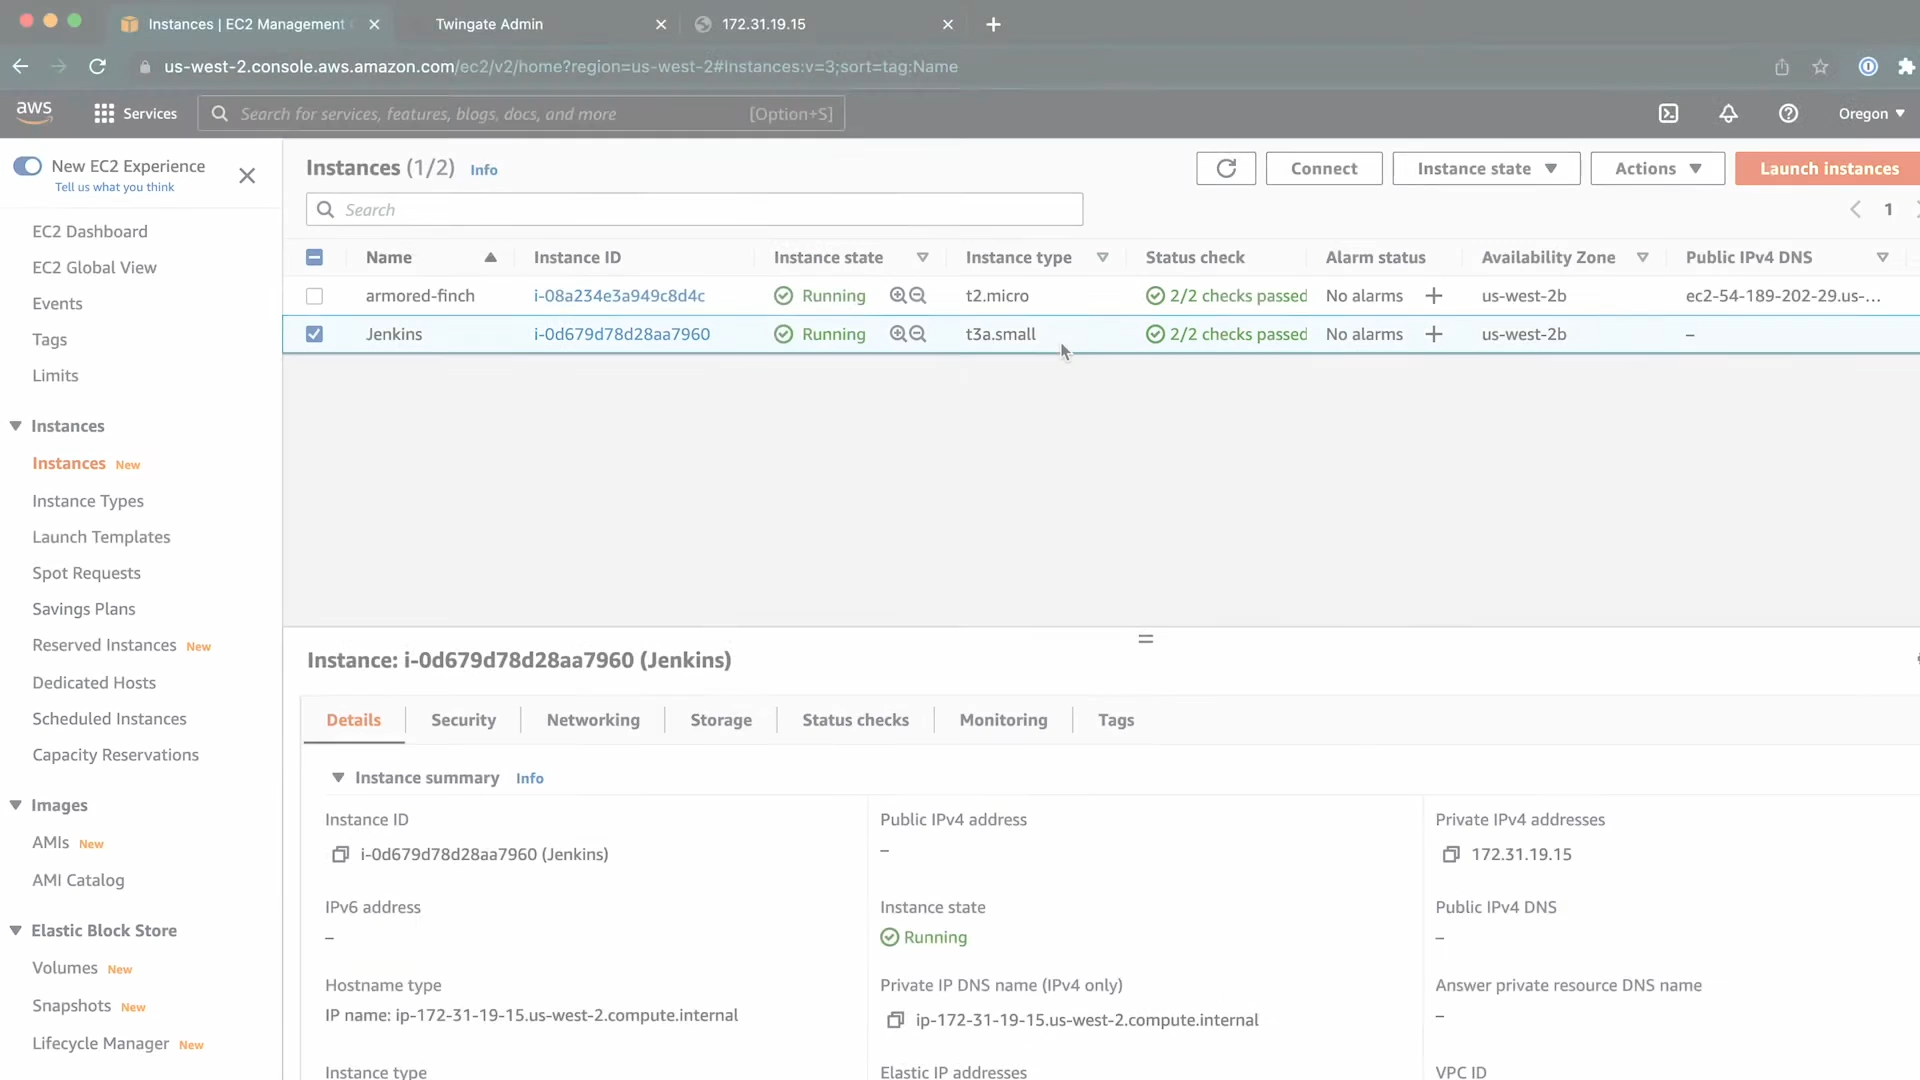 Instances | EC2 Management
Twingate Admin
172.31.19.15
us-west-2.console.aws.amazon.com/ec2/v2/home?region=us-west-2#Instances:v=3;sort=tag:Name
aws
Services
Search for services, features, blogs, docs, and more
[Option+S]
Oregon
New EC2 Experience
Tell us what you think
EC2 Dashboard
EC2 Global View
Events
Tags
Limits
Instances
Instances New
Instance Types
Launch Templates
Spot Requests
Savings Plans
Reserved Instances New
Dedicated Hosts
Scheduled Instances
Capacity Reservations
Images
AMIs New
AMI Catalog
Elastic Block Store
Volumes New
Snapshots New
Lifecycle Manager New
Instances (1/2) Info
Connect
Instance state
Actions
Launch instances
Search
1
Name Instance ID Instance state Instance type Status check Alarm status Availability Zone Public IPv4 DNS
armored-finch i-08a234e3a949c8d4c Running t2.micro 2/2 checks passed No alarms + us-west-2b ec2-54-189-202-29.us-...
Jenkins i-0d679d78d28aa7960 Running t3a.small 2/2 checks passed No alarms + us-west-2b –
Instance: i-0d679d78d28aa7960 (Jenkins)
Details Security Networking Storage Status checks Monitoring Tags
Instance summary Info
Instance ID
i-0d679d78d28aa7960 (Jenkins)
Public IPv4 address
–
Private IPv4 addresses
172.31.19.15
IPv6 address
–
Instance state
Running
Public IPv4 DNS
–
Hostname type
IP name: ip-172-31-19-15.us-west-2.compute.internal
Private IP DNS name (IPv4 only)
ip-172-31-19-15.us-west-2.compute.internal
Answer private resource DNS name
–
Instance type
Elastic IP addresses
VPC ID